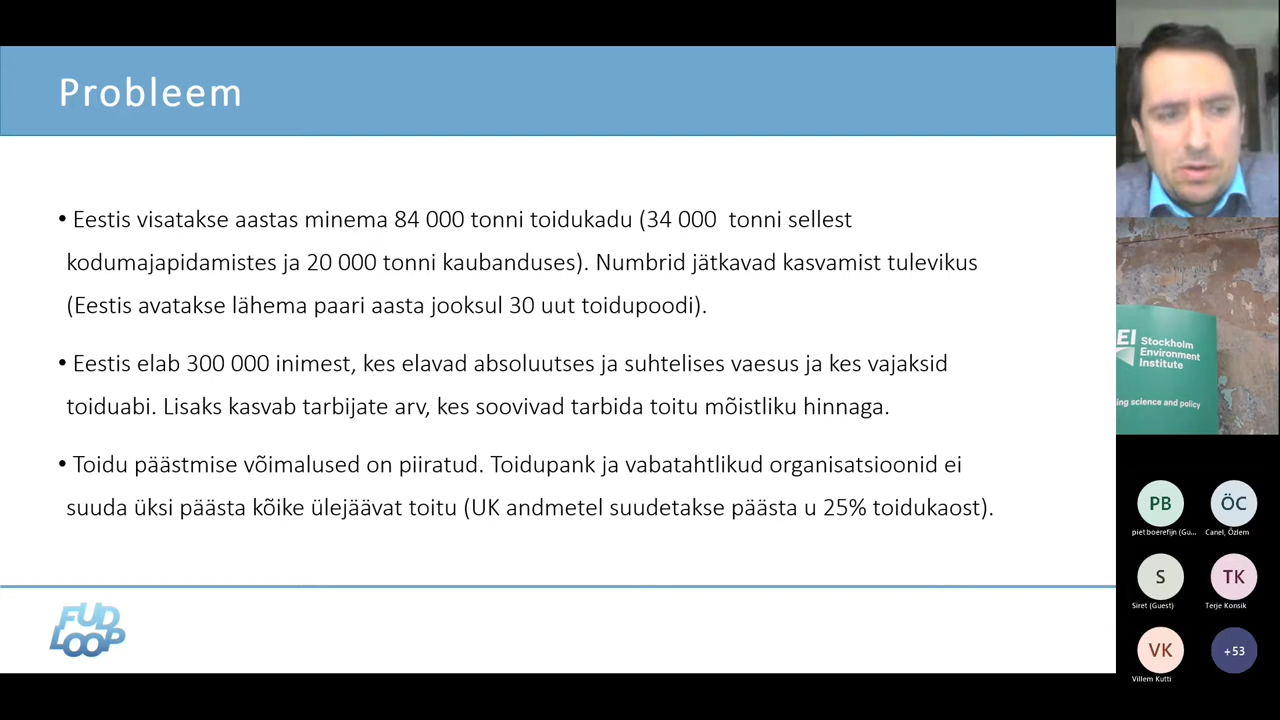 Probleem
• Eestis visatakse aastas minema 84 000 tonni toidukadu (34 000 tonni sellest
kodumajapidamistes ja 20 000 tonni kaubanduses). Numbrid jätkavad kasvamist tulevikus
(Eestis avatakse lähema paari aasta jooksul 30 uut toidupoodi).
• Eestis elab 300 000 inimest, kes elavad absoluutses ja suhtelises vaesus ja kes vajaksid
toiduabi. Lisaks kasvab tarbijate arv, kes soovivad tarbida toitu mõistliku hinnaga.
• Toidu päästmise võimalused on piiratud. Toidupank ja vabatahtlikud organisatsioonid ei
suuda üksi päästa kõike ülejäävat toitu (UK andmetel suudetakse päästa u 25% toidukaost).
FUD
LOOP
EI Stockholm
Environment
Institute
ing science and policy
PB ÖC
piet boerefijn (Gu... Canel, Özlem
S TK
Siret (Guest) Terje Konsik
VK +53
Villem Kutti